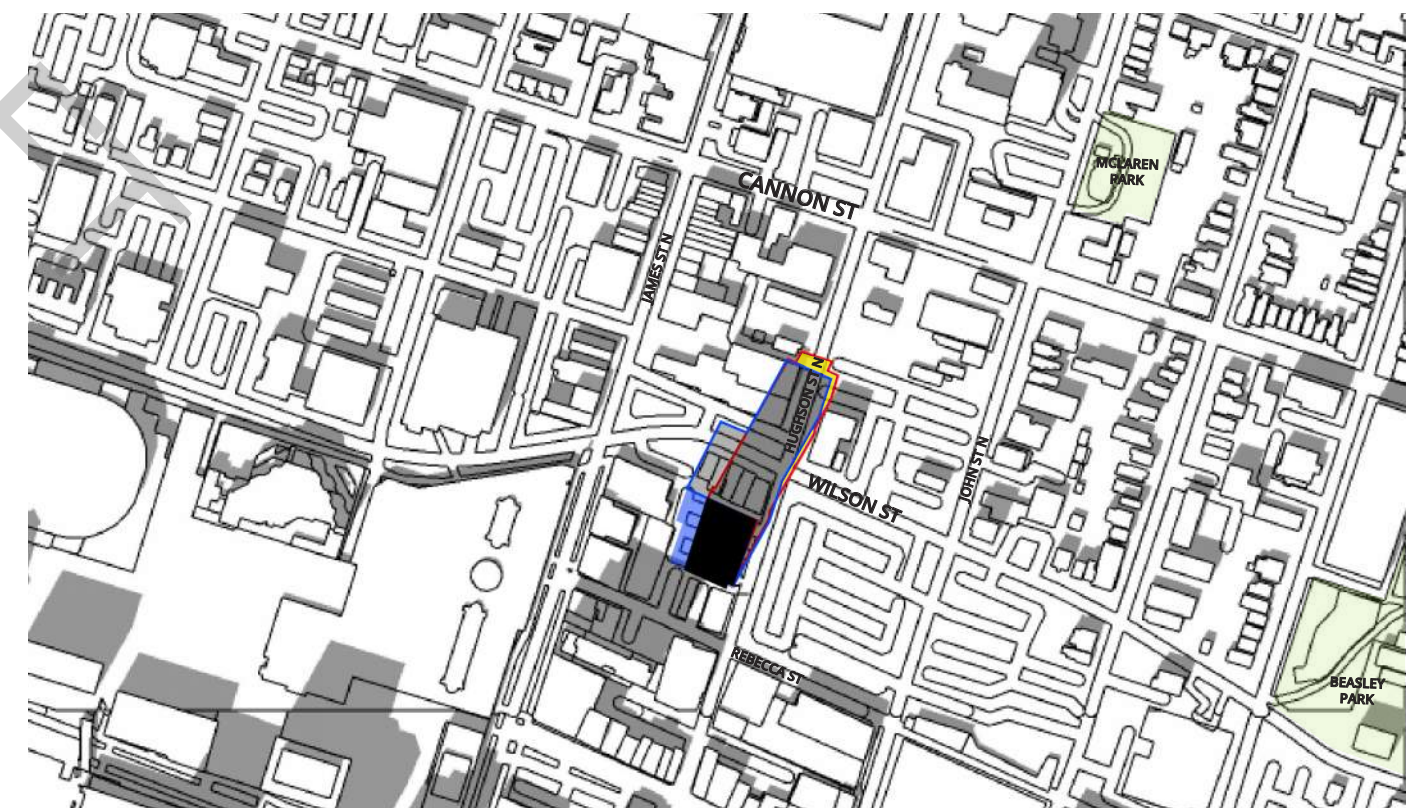 MCLAREN
PARK
CANNON ST
JAMES ST N
HUGHSON ST N
JOHN ST N
WILSON ST
REBECCA ST
BEASLEY
PARK